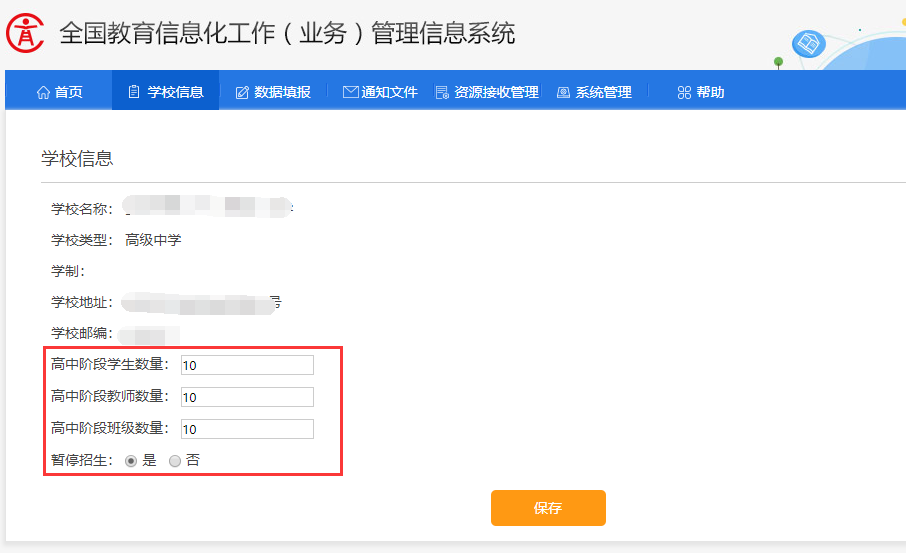 全国教育信息化工作（业务）管理信息系统
首页 学校信息 数据填报 通知文件 资源接收管理 系统管理 帮助
学校信息
学校名称：
学校类型： 高级中学
学制：
学校地址： 号
学校邮编：
高中阶段学生数量： 10
高中阶段教师数量： 10
高中阶段班级数量： 10
暂停招生： 是 否
保存